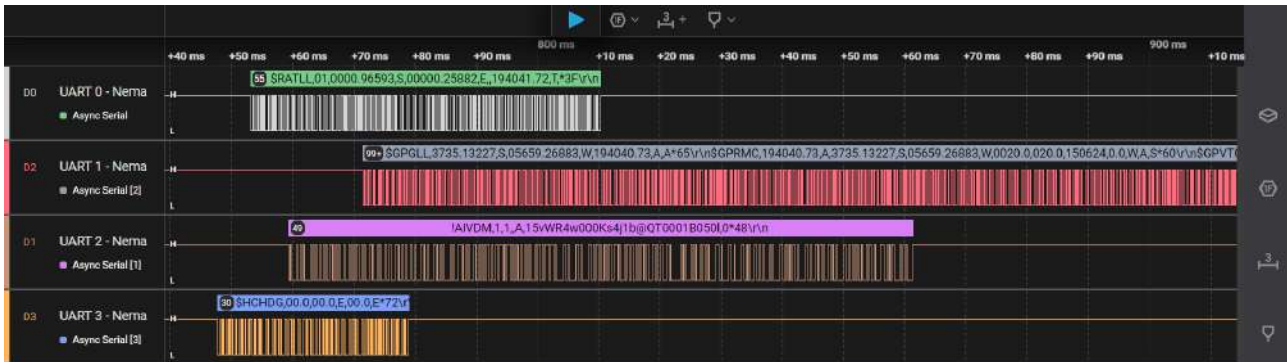 800 ms
900 ms
+40 ms +50 ms +60 ms +70 ms +80 ms +90 ms +10 ms +20 ms +30 ms +40 ms +50 ms +60 ms +70 ms +80 ms +90 ms +10 ms
D0 UART 0 - Nema
Async Serial
H
L
55 $RATLL,01,0000.96593,S,00000.25882,E,,194041.72,T,*3F\r\n
D2 UART 1 - Nema
Async Serial [2]
H
L
99+ $GPGLL,3735.13227,S,05659.26883,W,194040.73,A,A*65\r\n$GPRMC,194040.73,A,3735.13227,S,05659.26883,W,0020.0,020.0,150624,0.0,W,A,S*60\r\n$GPVT
D1 UART 2 - Nema
Async Serial [1]
H
L
49 !AIVDM,1,1,,A,15vWR4w000Ks4j1b@QT0001B050l,0*48\r\n
D3 UART 3 - Nema
Async Serial [3]
H
L
30 $HCHDG,00.0,00.0,E,00.0,E*72\r